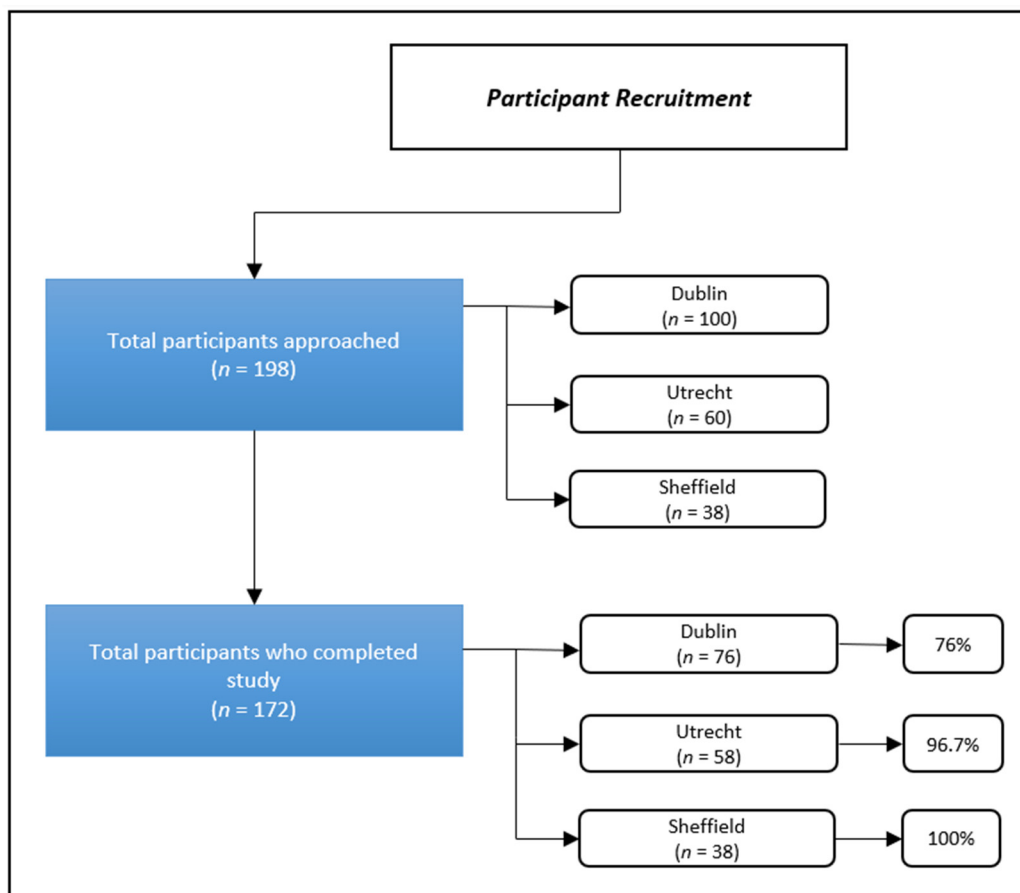 Participant Recruitment
Total participants approached
(n = 198)
Dublin
(n = 100)
Utrecht
(n = 60)
Sheffield
(n = 38)
Total participants who completed
study
(n = 172)
Dublin
(n = 76)
76%
Utrecht
(n = 58)
96.7%
Sheffield
(n = 38)
100%